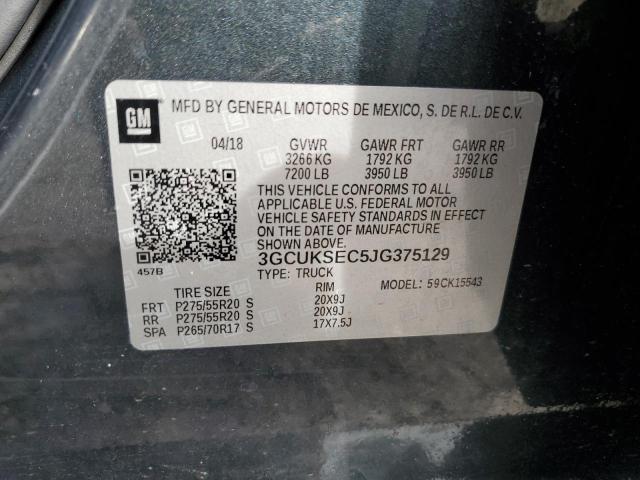 GM
MFD BY GENERAL MOTORS DE MEXICO, S. DE R.L. DE C.V.
04/18 GVWR GAWR FRT GAWR RR
3266 KG 1792 KG 1792 KG
7200 LB 3950 LB 3950 LB
THIS VEHICLE CONFORMS TO ALL
APPLICABLE U.S. FEDERAL MOTOR
VEHICLE SAFETY STANDARDS IN EFFECT
ON THE DATE OF MANUFACTURE
SHOWN ABOVE.
3GCUKSEC5JG375129
457B TYPE: TRUCK MODEL: 59CK15543
TIRE SIZE RIM
FRT P275/55R20 S 20X9J
RR P275/55R20 S 20X9J
SPA P265/70R17 S 17X7.5J